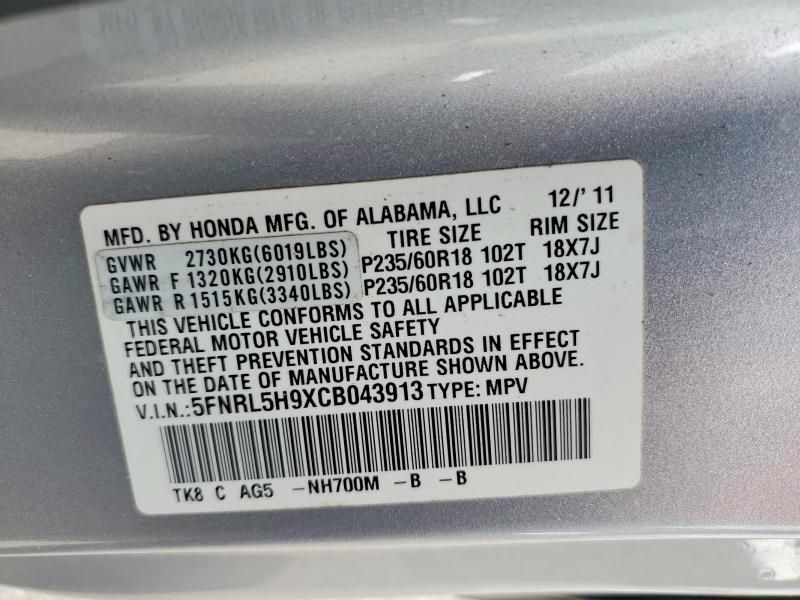 MFD. BY HONDA MFG. OF ALABAMA, LLC 12/'11
GVWR 2730KG(6019LBS) TIRE SIZE RIM SIZE
GAWR F 1320KG(2910LBS) P235/60R18 102T 18X7J
GAWR R 1515KG(3340LBS) P235/60R18 102T 18X7J
THIS VEHICLE CONFORMS TO ALL APPLICABLE
FEDERAL MOTOR VEHICLE SAFETY
AND THEFT PREVENTION STANDARDS IN EFFECT
ON THE DATE OF MANUFACTURE SHOWN ABOVE.
V.I.N.:5FNRL5H9XCB043913 TYPE: MPV
TK8 C AG5 -NH700M -B -B